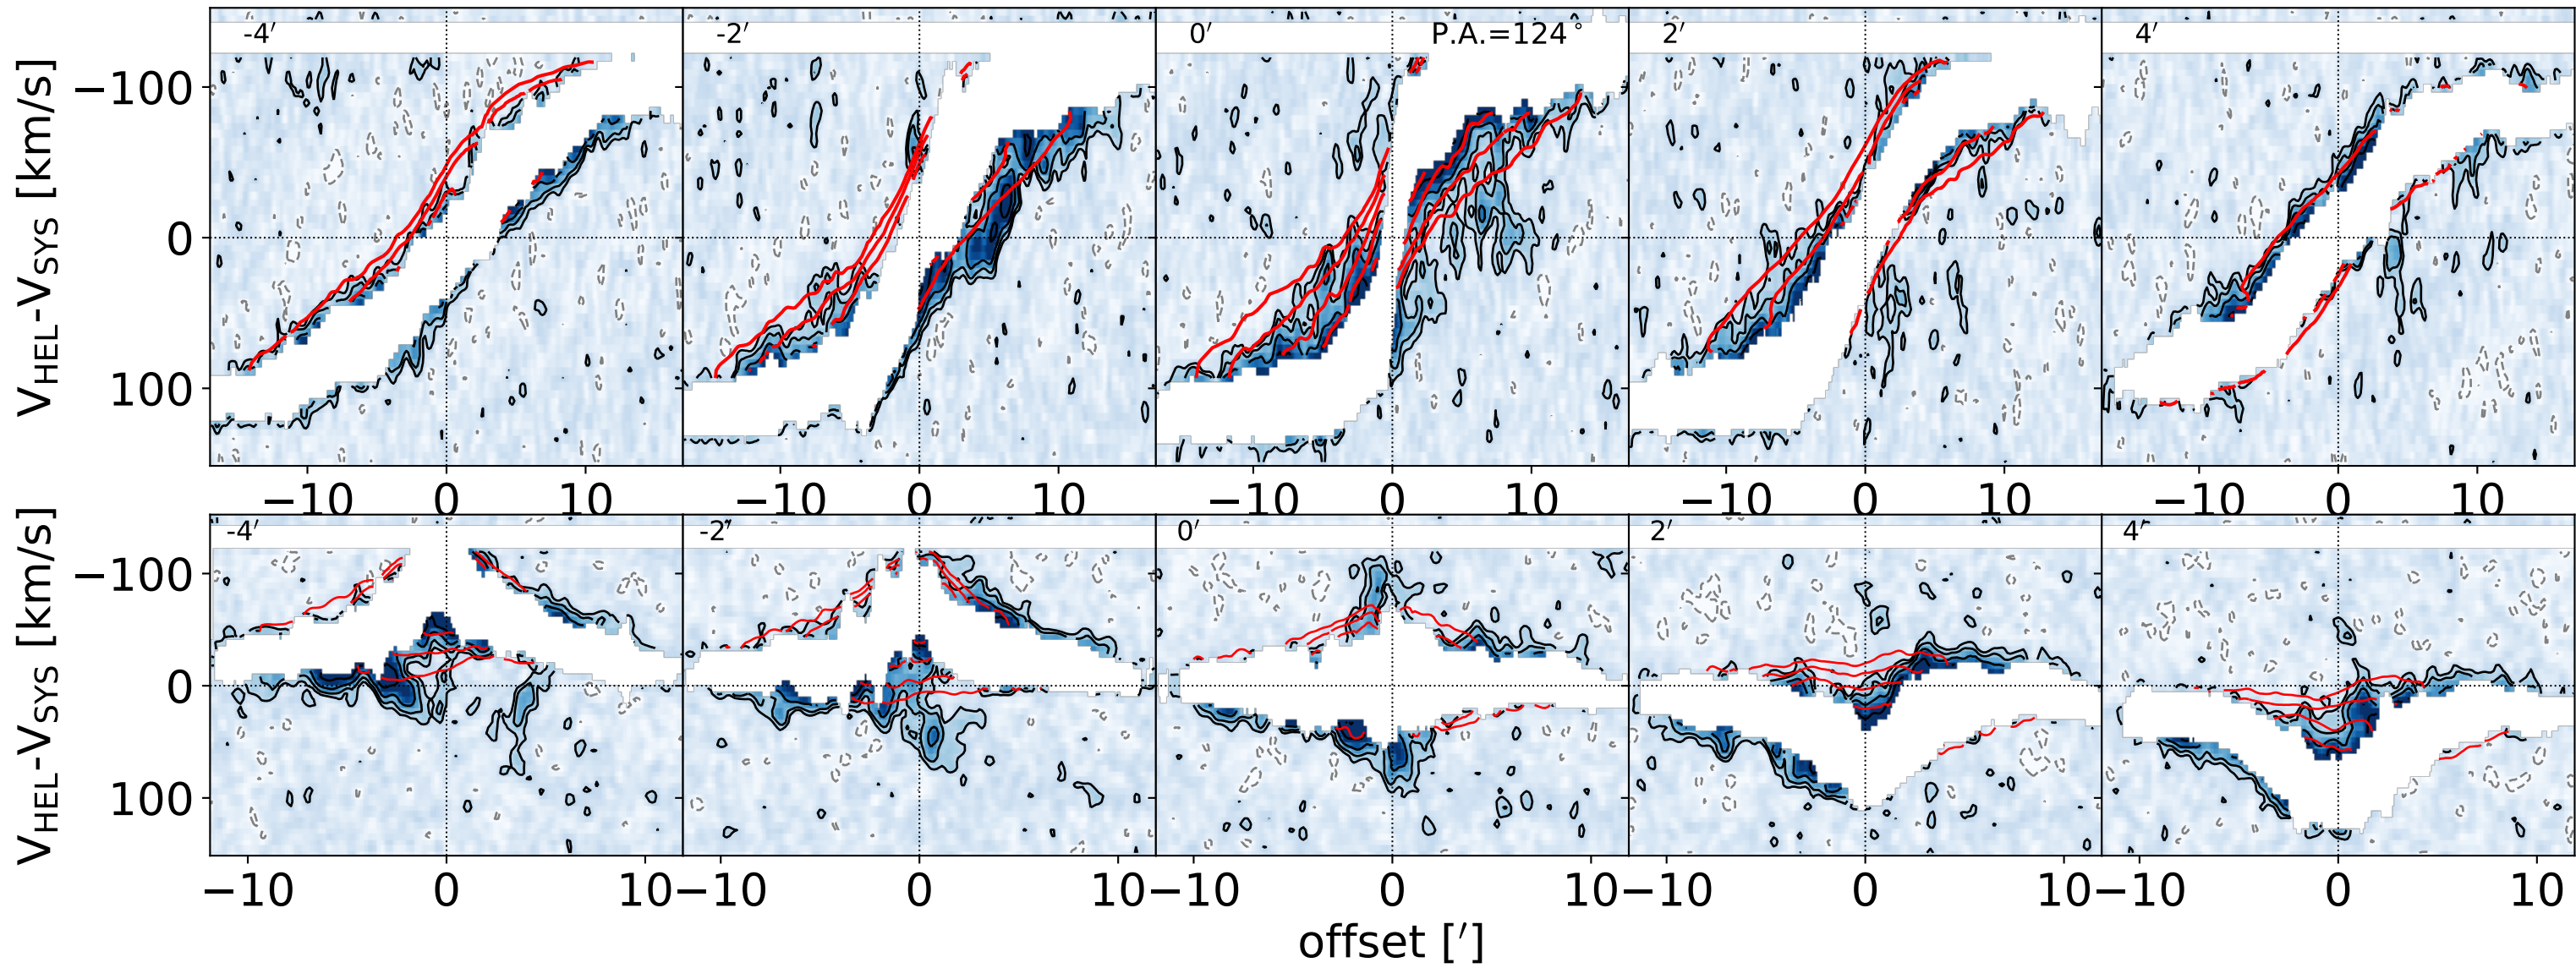 -4′ -2′ 0′ P.A.=124° 2′ 4′
V_HEL-V_SYS [km/s]
−100
0
100
−10 0 10 −10 0 10 −10 0 10 −10 0 10 −10 0 10
-4′ -2′ 0′ 2′ 4′
V_HEL-V_SYS [km/s]
−100
0
100
−10 0 10 −10 0 10 −10 0 10 −10 0 10 −10 0 10
offset [′]